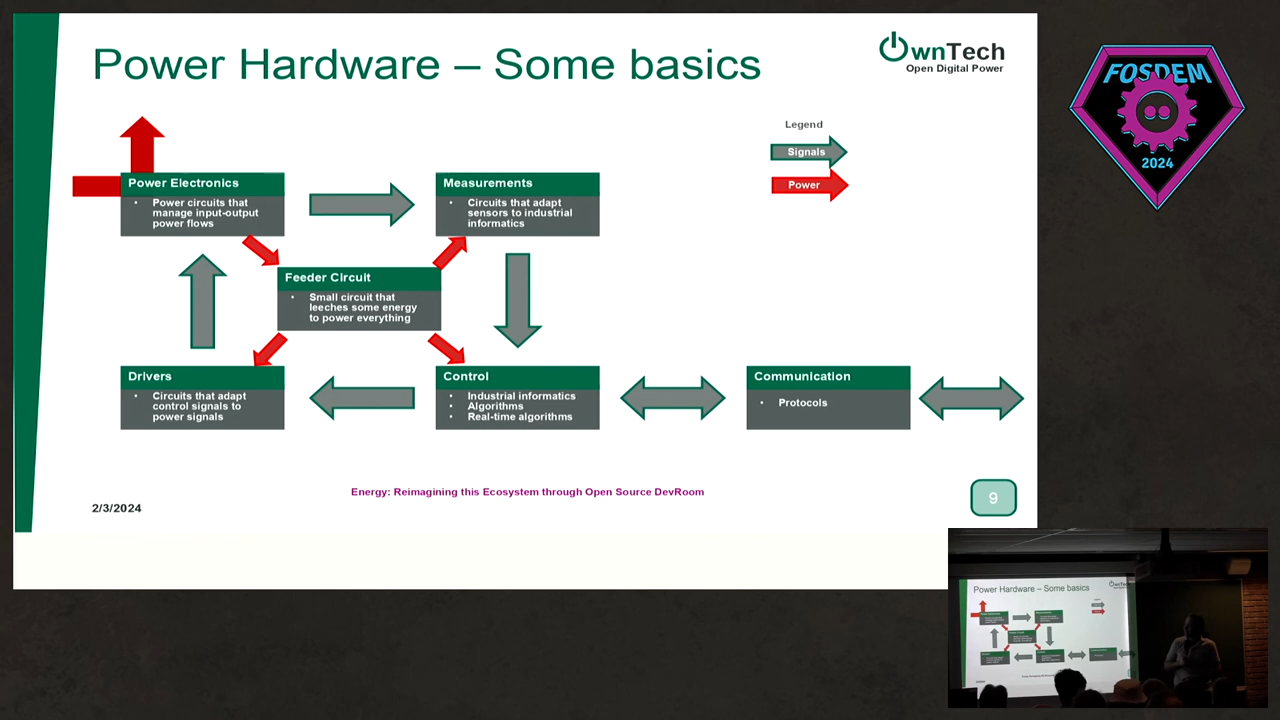 Power Hardware – Some basics
OwnTech
Open Digital Power
FOSDEM
2024
Legend
Signals
Power
Power Electronics
• Power circuits that
manage input-output
power flows
Measurements
• Circuits that adapt
sensors to industrial
informatics
Feeder Circuit
• Small circuit that
leeches some energy
to power everything
Drivers
• Circuits that adapt
control signals to
power signals
Control
• Industrial informatics
• Algorithms
• Real-time algorithms
Communication
• Protocols
Energy: Reimagining this Ecosystem through Open Source DevRoom
2/3/2024
9
Power Hardware – Some basics
wnTech